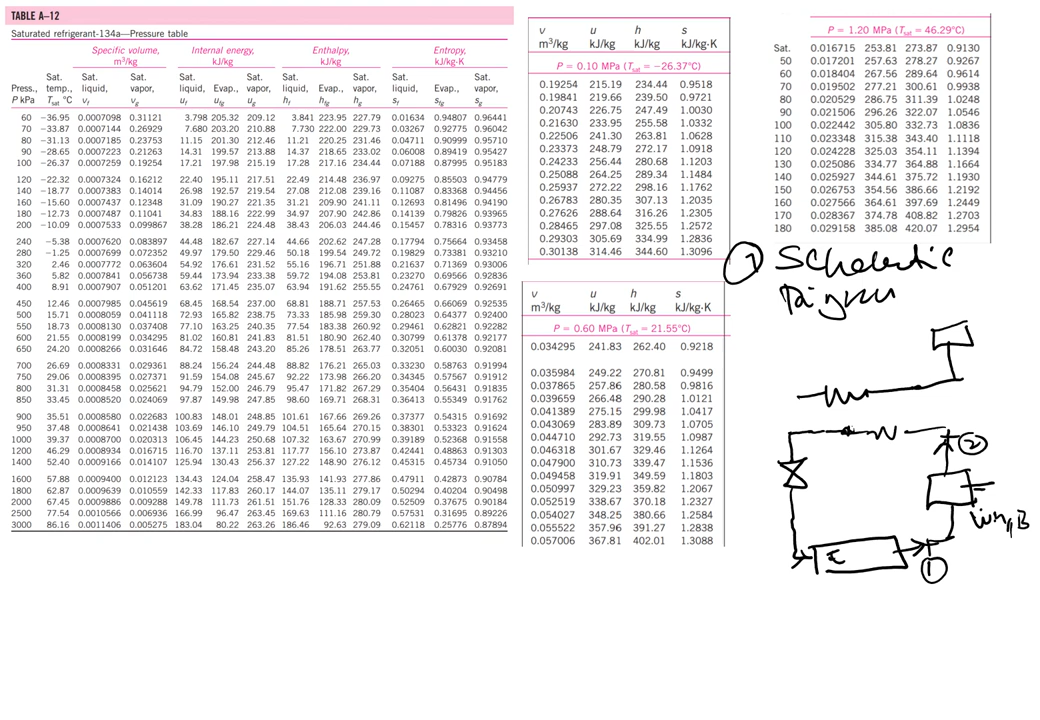 TABLE A–12
Saturated refrigerant-134a—Pressure table
Specific volume, m³/kg Internal energy, kJ/kg Enthalpy, kJ/kg Entropy, kJ/kg·K
Press., P kPa Sat. temp., Tsat °C Sat. liquid, vf Sat. vapor, vg Sat. liquid, uf Evap., ufg Sat. vapor, ug Sat. liquid, hf Evap., hfg Sat. vapor, hg Sat. liquid, sf Evap., sfg Sat. vapor, sg
60 −36.95 0.0007098 0.31121 3.798 205.32 209.12 3.841 223.95 227.79 0.01634 0.94807 0.96441
70 −33.87 0.0007144 0.26929 7.680 203.20 210.88 7.730 222.00 229.73 0.03267 0.92775 0.96042
80 −31.13 0.0007185 0.23753 11.15 201.30 212.46 11.21 220.25 231.46 0.04711 0.90999 0.95710
90 −28.65 0.0007223 0.21263 14.31 199.57 213.88 14.37 218.65 233.02 0.06008 0.89419 0.95427
100 −26.37 0.0007259 0.19254 17.21 197.98 215.19 17.28 217.16 234.44 0.07188 0.87995 0.95183
120 −22.32 0.0007324 0.16212 22.40 195.11 217.51 22.49 214.48 236.97 0.09275 0.85503 0.94779
140 −18.77 0.0007383 0.14014 26.98 192.57 219.54 27.08 212.08 239.16 0.11087 0.83368 0.94456
160 −15.60 0.0007437 0.12348 31.09 190.27 221.35 31.21 209.90 241.11 0.12693 0.81496 0.94190
180 −12.73 0.0007487 0.11041 34.83 188.16 222.99 34.97 207.90 242.86 0.14139 0.79826 0.93965
200 −10.09 0.0007533 0.099867 38.28 186.21 224.48 38.43 206.03 244.46 0.15457 0.78316 0.93773
240 −5.38 0.0007620 0.083897 44.48 182.67 227.14 44.66 202.62 247.28 0.17794 0.75664 0.93458
280 −1.25 0.0007699 0.072352 49.97 179.50 229.46 50.18 199.54 249.72 0.19829 0.73381 0.93210
320 2.46 0.0007772 0.063604 54.92 176.61 231.52 55.16 196.71 251.88 0.21637 0.71369 0.93006
360 5.82 0.0007841 0.056738 59.44 173.94 233.38 59.72 194.08 253.81 0.23270 0.69566 0.92836
400 8.91 0.0007907 0.051201 63.62 171.45 235.07 63.94 191.62 255.55 0.24761 0.67929 0.92691
450 12.46 0.0007985 0.045619 68.45 168.54 237.00 68.81 188.71 257.53 0.26465 0.66069 0.92535
500 15.71 0.0008059 0.041118 72.93 165.82 238.75 73.33 185.98 259.30 0.28023 0.64377 0.92400
550 18.73 0.0008130 0.037408 77.10 163.25 240.35 77.54 183.38 260.92 0.29461 0.62821 0.92282
600 21.55 0.0008199 0.034295 81.02 160.81 241.83 81.51 180.90 262.40 0.30799 0.61378 0.92177
650 24.20 0.0008266 0.031646 84.72 158.48 243.20 85.26 178.51 263.77 0.32051 0.60030 0.92081
700 26.69 0.0008331 0.029361 88.24 156.24 244.48 88.82 176.21 265.03 0.33230 0.58763 0.91994
750 29.06 0.0008395 0.027371 91.59 154.08 245.67 92.22 173.98 266.20 0.34345 0.57567 0.91912
800 31.31 0.0008458 0.025621 94.79 152.00 246.79 95.47 171.82 267.29 0.35404 0.56431 0.91835
850 33.45 0.0008520 0.024069 97.87 149.98 247.85 98.60 169.71 268.31 0.36413 0.55349 0.91762
900 35.51 0.0008580 0.022683 100.83 148.01 248.85 101.61 167.66 269.26 0.37377 0.54315 0.91692
950 37.48 0.0008641 0.021438 103.69 146.10 249.79 104.51 165.64 270.15 0.38301 0.53323 0.91624
1000 39.37 0.0008700 0.020313 106.45 144.23 250.68 107.32 163.67 270.99 0.39189 0.52368 0.91558
1200 46.29 0.0008934 0.016715 116.70 137.11 253.81 117.77 156.10 273.87 0.42441 0.48863 0.91303
1400 52.40 0.0009166 0.014107 125.94 130.43 256.37 127.22 148.90 276.12 0.45315 0.45734 0.91050
1600 57.88 0.0009400 0.012123 134.43 124.04 258.47 135.93 141.93 277.86 0.47911 0.42873 0.90784
1800 62.87 0.0009639 0.010559 142.33 117.83 260.17 144.07 135.11 279.17 0.50294 0.40204 0.90498
2000 67.45 0.0009886 0.009288 149.78 111.73 261.51 151.76 128.33 280.09 0.52509 0.37675 0.90184
2500 77.54 0.0010566 0.006936 166.99 96.47 263.45 169.63 111.16 280.79 0.57531 0.31695 0.89226
3000 86.16 0.0011406 0.005275 183.04 80.22 263.26 186.46 92.63 279.09 0.62118 0.25776 0.87894
v u h s
m³/kg kJ/kg kJ/kg kJ/kg·K
P = 0.10 MPa (Tsat = −26.37°C)
0.19254 215.19 234.44 0.9518
0.19841 219.66 239.50 0.9721
0.20743 226.75 247.49 1.0030
0.21630 233.95 255.58 1.0332
0.22506 241.30 263.81 1.0628
0.23373 248.79 272.17 1.0918
0.24233 256.44 280.68 1.1203
0.25088 264.25 289.34 1.1484
0.25937 272.22 298.16 1.1762
0.26783 280.35 307.13 1.2035
0.27626 288.64 316.26 1.2305
0.28465 297.08 325.55 1.2572
0.29303 305.69 334.99 1.2836
0.30138 314.46 344.60 1.3096
v u h s
m³/kg kJ/kg kJ/kg kJ/kg·K
P = 0.60 MPa (Tsat = 21.55°C)
0.034295 241.83 262.40 0.9218
0.035984 249.22 270.81 0.9499
0.037865 257.86 280.58 0.9816
0.039659 266.48 290.28 1.0121
0.041389 275.15 299.98 1.0417
0.043069 283.89 309.73 1.0705
0.044710 292.73 319.55 1.0987
0.046318 301.67 329.46 1.1264
0.047900 310.73 339.47 1.1536
0.049458 319.91 349.59 1.1803
0.050997 329.23 359.82 1.2067
0.052519 338.67 370.18 1.2327
0.054027 348.25 380.66 1.2584
0.055522 357.96 391.27 1.2838
0.057006 367.81 402.01 1.3088
P = 1.20 MPa (Tsat = 46.29°C)
Sat. 0.016715 253.81 273.87 0.9130
50 0.017201 257.63 278.27 0.9267
60 0.018404 267.56 289.64 0.9614
70 0.019502 277.21 300.61 0.9938
80 0.020529 286.75 311.39 1.0248
90 0.021506 296.26 322.07 1.0546
100 0.022442 305.80 332.73 1.0836
110 0.023348 315.38 343.40 1.1118
120 0.024228 325.03 354.11 1.1394
130 0.025086 334.77 364.88 1.1664
140 0.025927 344.61 375.72 1.1930
150 0.026753 354.56 386.66 1.2192
160 0.027566 364.61 397.69 1.2449
170 0.028367 374.78 408.82 1.2703
180 0.029158 385.08 420.07 1.2954
②
①